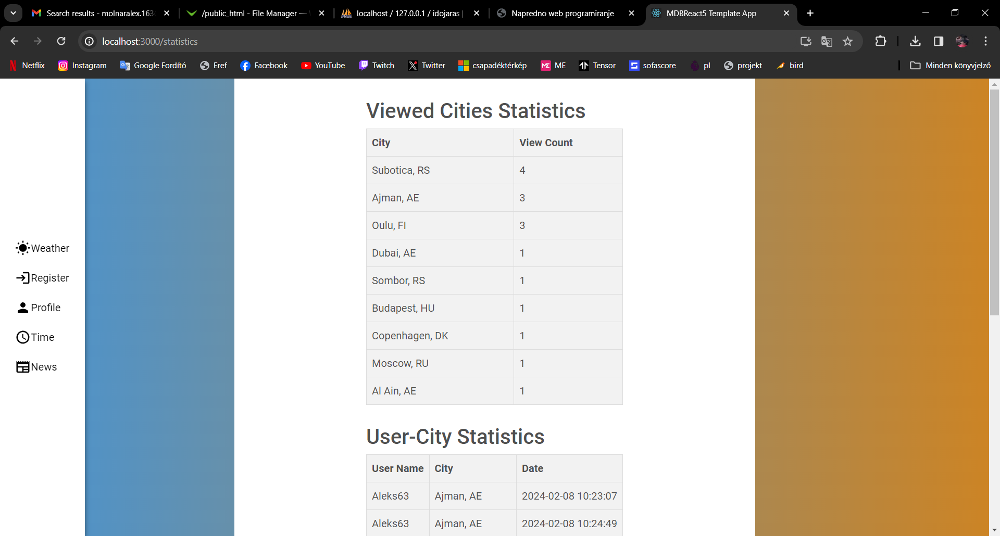 Search results - molnaralex.163
/public_html - File Manager —
localhost / 127.0.0.1 / idojaras |
Napredno web programiranje
MDBReact5 Template App
localhost:3000/statistics
Netflix
Instagram
Google Fordító
Eref
Facebook
YouTube
Twitch
Twitter
csapadéktérkép
ME
Tensor
sofascore
pl
projekt
bird
Minden könyvjelző
Weather
Register
Profile
Time
News
Viewed Cities Statistics
City View Count
Subotica, RS 4
Ajman, AE 3
Oulu, FI 3
Dubai, AE 1
Sombor, RS 1
Budapest, HU 1
Copenhagen, DK 1
Moscow, RU 1
Al Ain, AE 1
User-City Statistics
User Name City Date
Aleks63 Ajman, AE 2024-02-08 10:23:07
Aleks63 Ajman, AE 2024-02-08 10:24:49